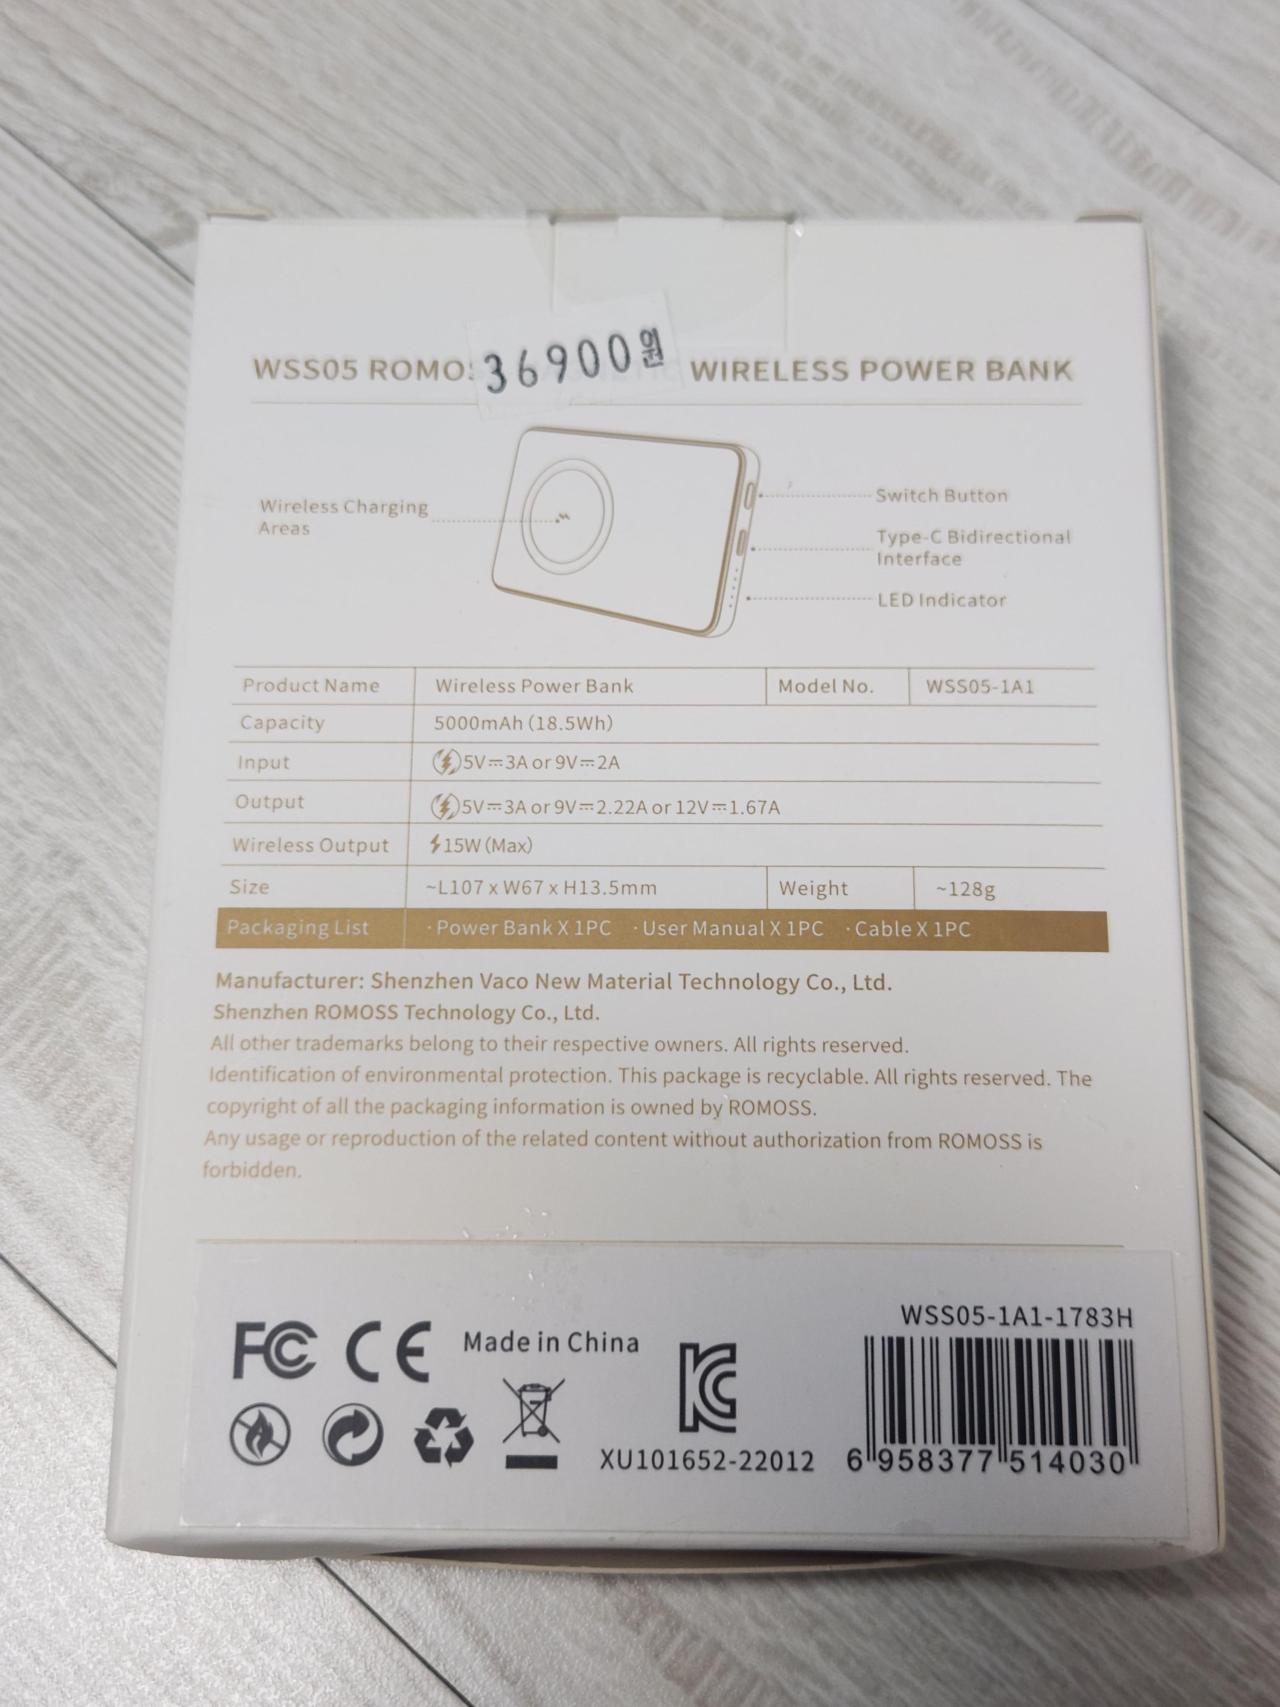 36900원
WSS05 ROMOSS MAGNETIC WIRELESS POWER BANK
Wireless Charging
Areas
Switch Button
Type-C Bidirectional
Interface
LED Indicator
Product Name Wireless Power Bank Model No. WSS05-1A1
Capacity 5000mAh (18.5Wh)
Input 5V⎓3A or 9V⎓2A
Output 5V⎓3A or 9V⎓2.22A or 12V⎓1.67A
Wireless Output 15W (Max)
Size ~L107 x W67 x H13.5mm Weight ~128g
Packaging List ·Power Bank X 1PC ·User Manual X 1PC ·Cable X 1PC
Manufacturer: Shenzhen Vaco New Material Technology Co., Ltd.
Shenzhen ROMOSS Technology Co., Ltd.
All other trademarks belong to their respective owners. All rights reserved.
Identification of environmental protection. This package is recyclable. All rights reserved. The
copyright of all the packaging information is owned by ROMOSS.
Any usage or reproduction of the related content without authorization from ROMOSS is
forbidden.
FC CE Made in China
KC
XU101652-22012
WSS05-1A1-1783H
6 958377 514030